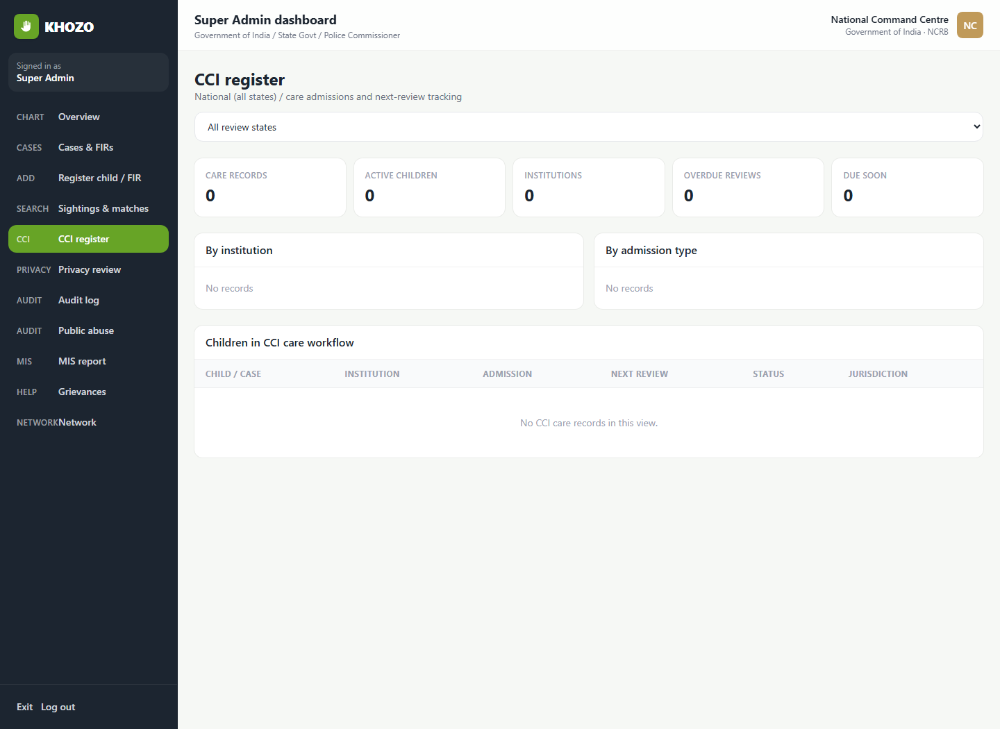 KHOZO
Signed in as
Super Admin
CHART Overview
CASES Cases & FIRs
ADD Register child / FIR
SEARCH Sightings & matches
CCI CCI register
PRIVACY Privacy review
AUDIT Audit log
AUDIT Public abuse
MIS MIS report
HELP Grievances
NETWORK Network
Exit Log out
Super Admin dashboard
Government of India / State Govt / Police Commissioner
National Command Centre
Government of India · NCRB
NC
CCI register
National (all states) / care admissions and next-review tracking
All review states
CARE RECORDS
0
ACTIVE CHILDREN
0
INSTITUTIONS
0
OVERDUE REVIEWS
0
DUE SOON
0
By institution
No records
By admission type
No records
Children in CCI care workflow
CHILD / CASE INSTITUTION ADMISSION NEXT REVIEW STATUS JURISDICTION
No CCI care records in this view.